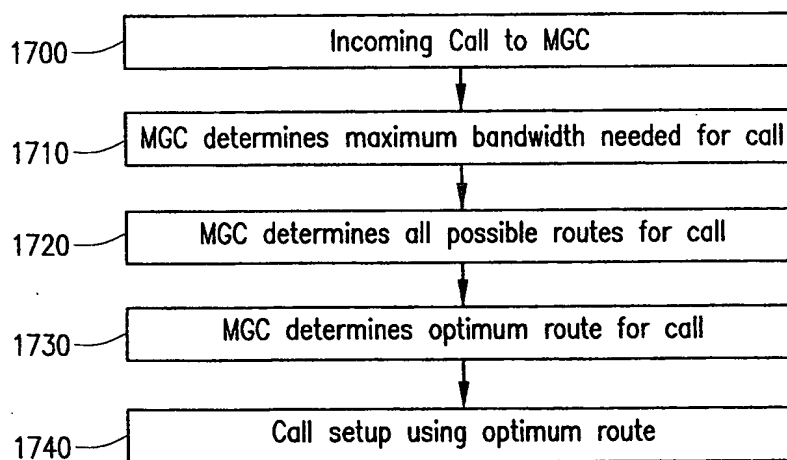 1700 Incoming Call to MGC
1710 MGC determines maximum bandwidth needed for call
1720 MGC determines all possible routes for call
1730 MGC determines optimum route for call
1740 Call setup using optimum route